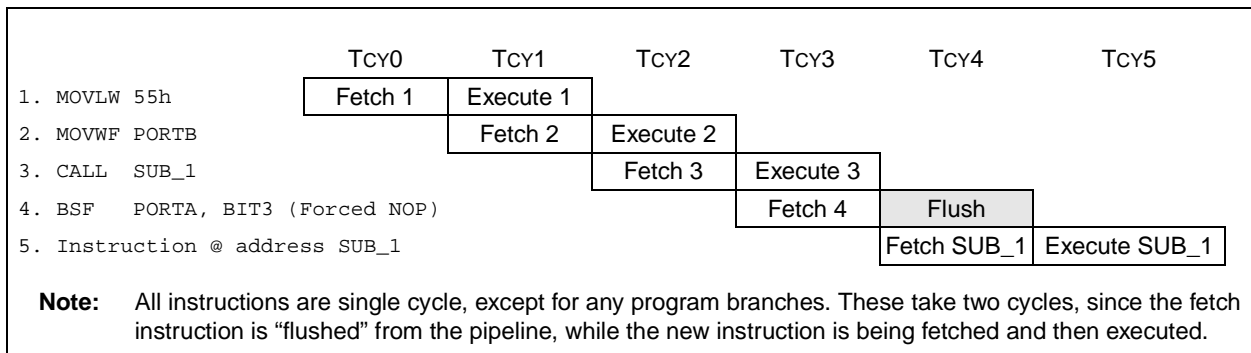 TCY0 TCY1 TCY2 TCY3 TCY4 TCY5
1. MOVLW 55h Fetch 1 Execute 1
2. MOVWF PORTB Fetch 2 Execute 2
3. CALL SUB_1 Fetch 3 Execute 3
4. BSF PORTA, BIT3 (Forced NOP) Fetch 4 Flush
5. Instruction @ address SUB_1 Fetch SUB_1 Execute SUB_1
Note: All instructions are single cycle, except for any program branches. These take two cycles, since the fetch
instruction is “flushed” from the pipeline, while the new instruction is being fetched and then executed.